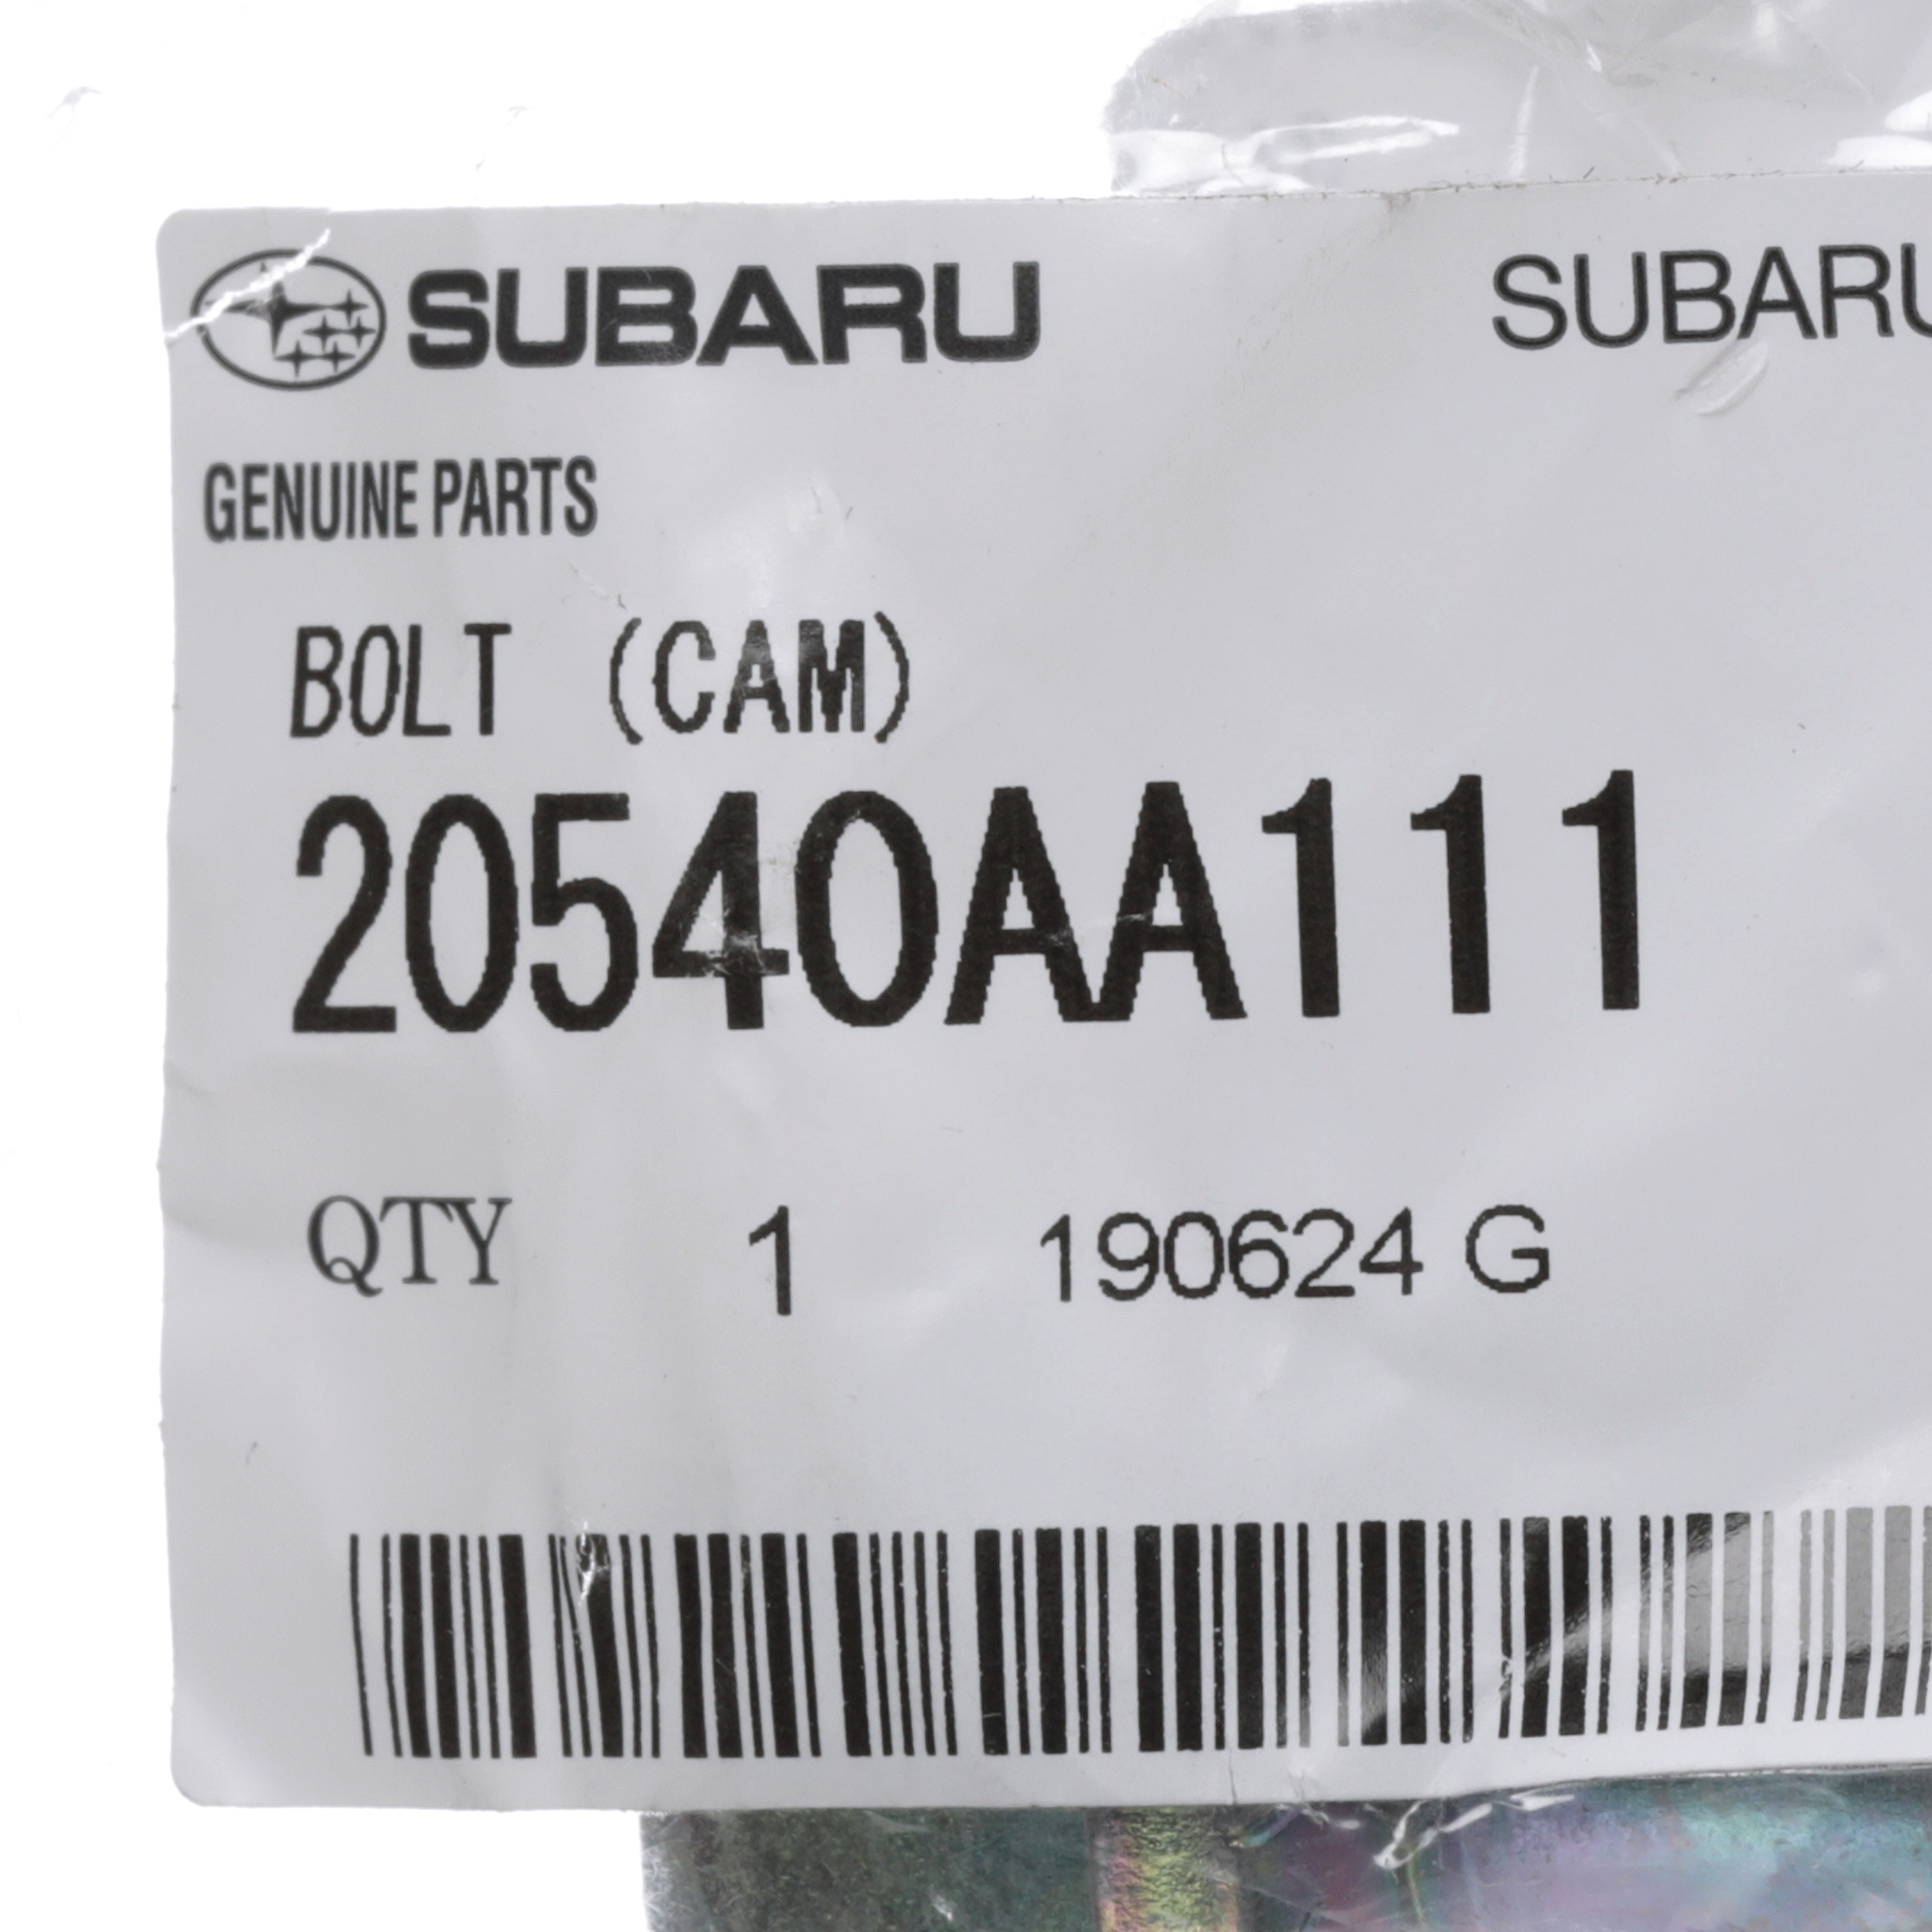 SUBARU SUBARU
GENUINE PARTS
BOLT (CAM)
20540AA111
QTY 1 190624 G